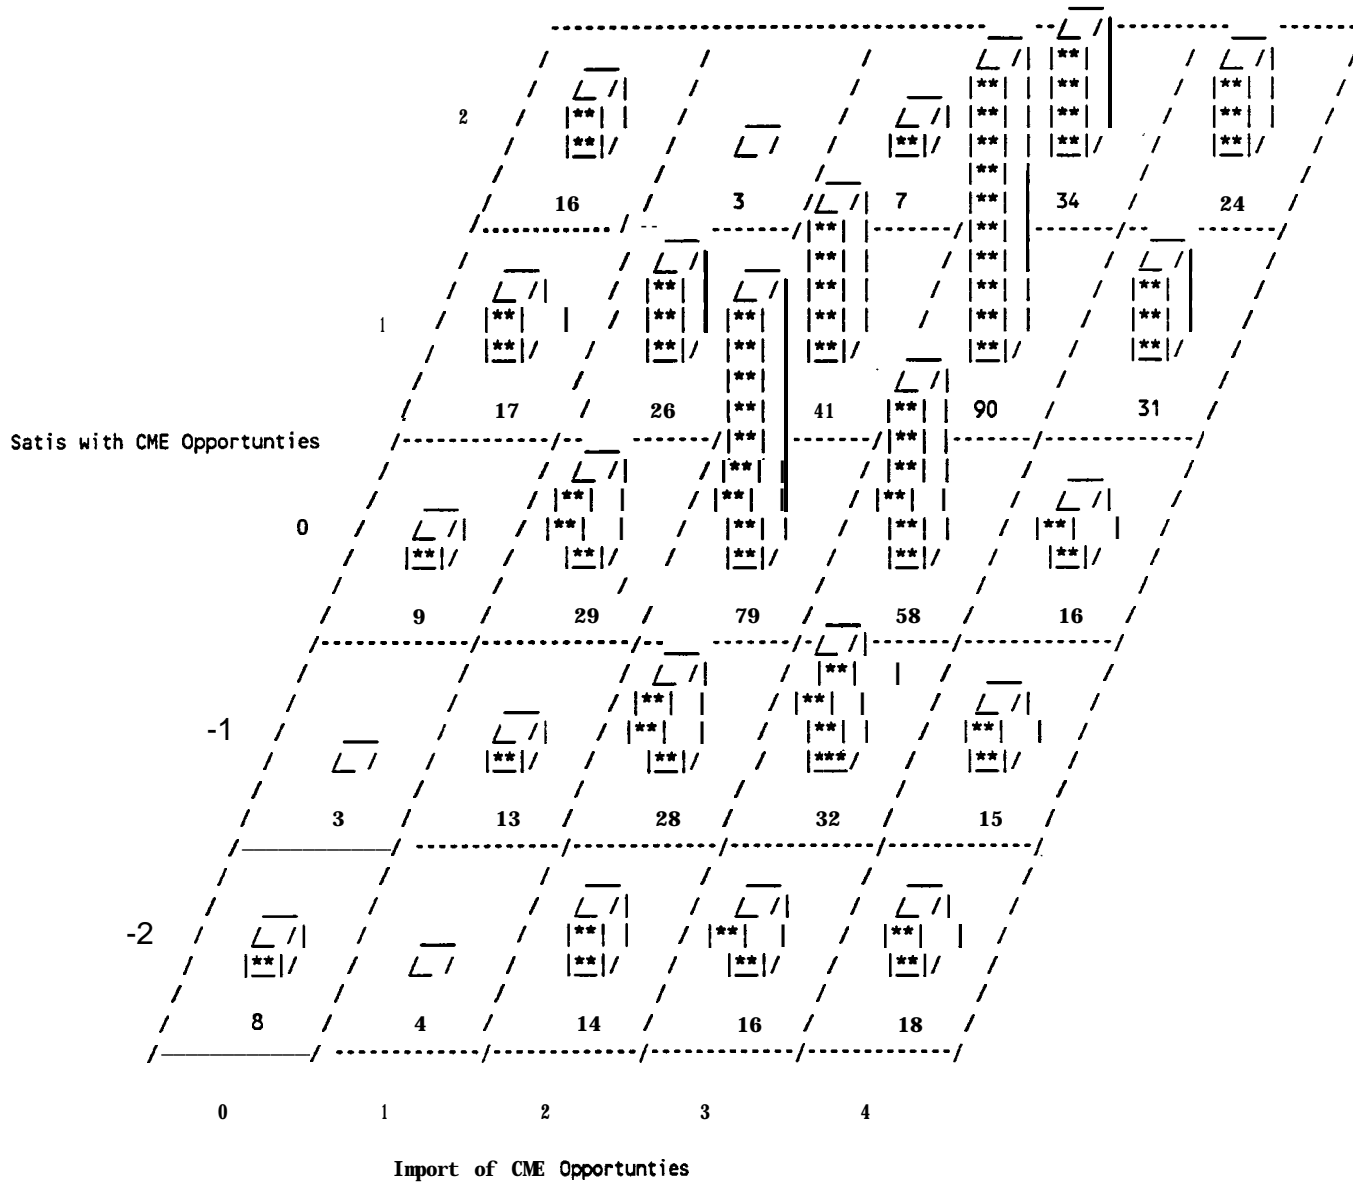 2
16 3 7 34 24
1
17 26 41 90 31
Satis with CME Opportunties
0
9 29 79 58 16
-1
3 13 28 32 15
-2
8 4 14 16 18
0 1 2 3 4
Import of CME Opportunties